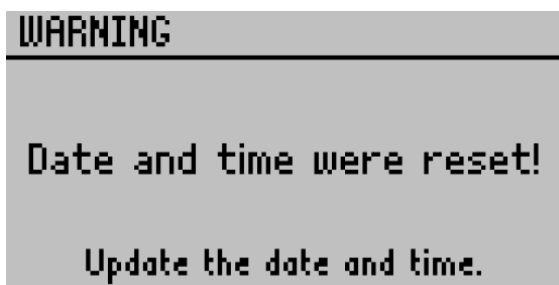 WARNING
Date and time were reset!
Update the date and time.